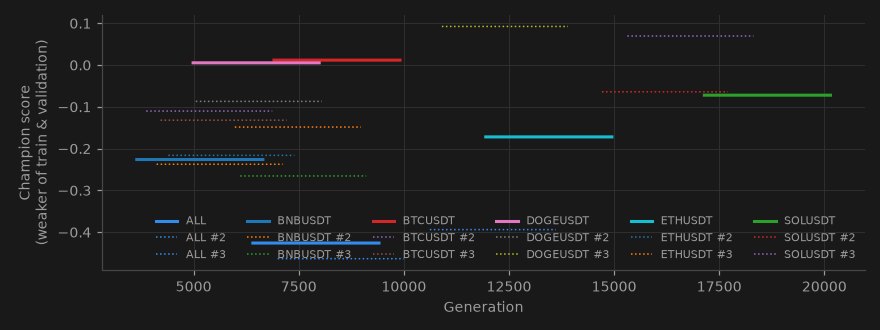 Champion score
(weaker of train & validation)
0.1
0.0
−0.1
−0.2
−0.3
−0.4
ALL BNBUSDT BTCUSDT DOGEUSDT ETHUSDT SOLUSDT
ALL #2 BNBUSDT #2 BTCUSDT #2 DOGEUSDT #2 ETHUSDT #2 SOLUSDT #2
ALL #3 BNBUSDT #3 BTCUSDT #3 DOGEUSDT #3 ETHUSDT #3 SOLUSDT #3
5000 7500 10000 12500 15000 17500 20000
Generation